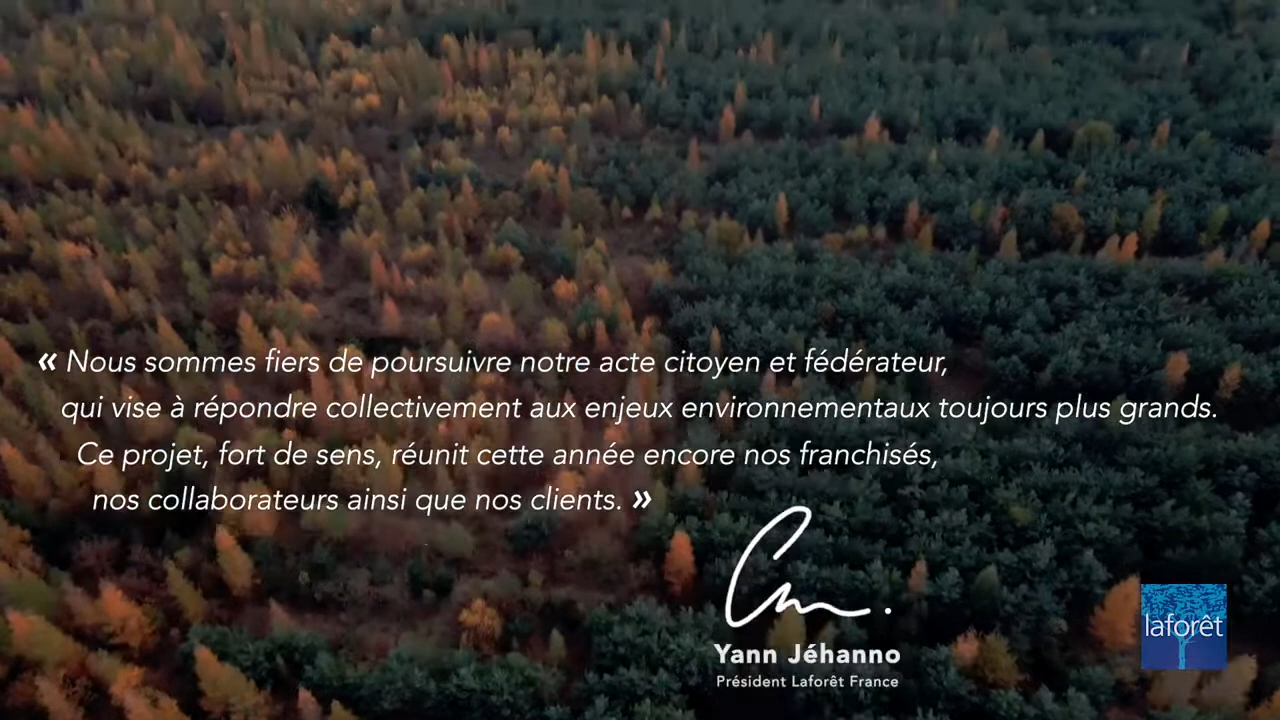 « Nous sommes fiers de poursuivre notre acte citoyen et fédérateur,
qui vise à répondre collectivement aux enjeux environnementaux toujours plus grands.
Ce projet, fort de sens, réunit cette année encore nos franchisés,
nos collaborateurs ainsi que nos clients. »
Yann Jéhanno
Président Laforêt France
laforêt